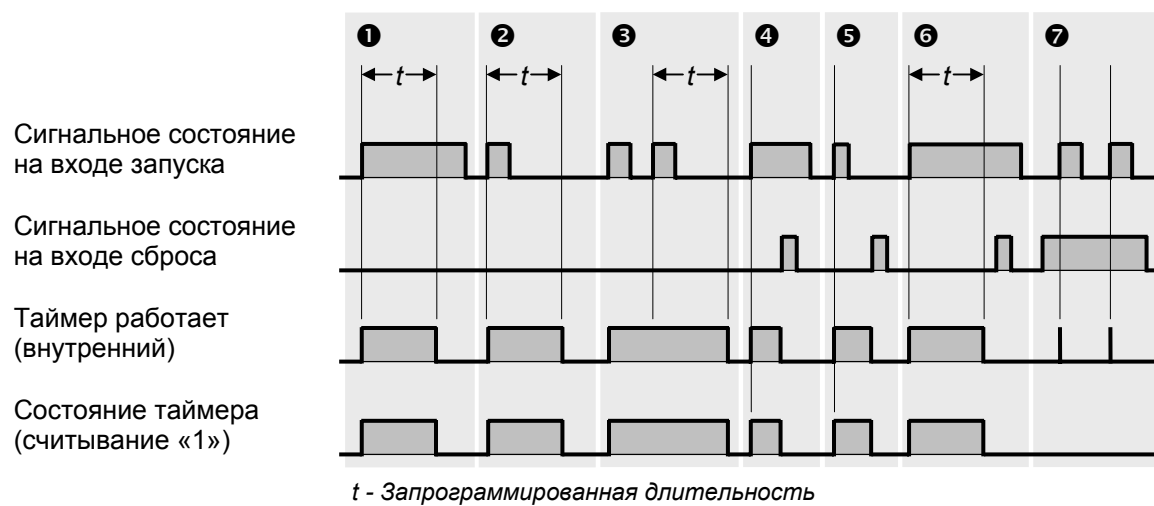 ❶ ❷ ❸ ❹ ❺ ❻ ❼
t t t t
Сигнальное состояние
на входе запуска
Сигнальное состояние
на входе сброса
Таймер работает
(внутренний)
Состояние таймера
(считывание «1»)
t - Запрограммированная длительность